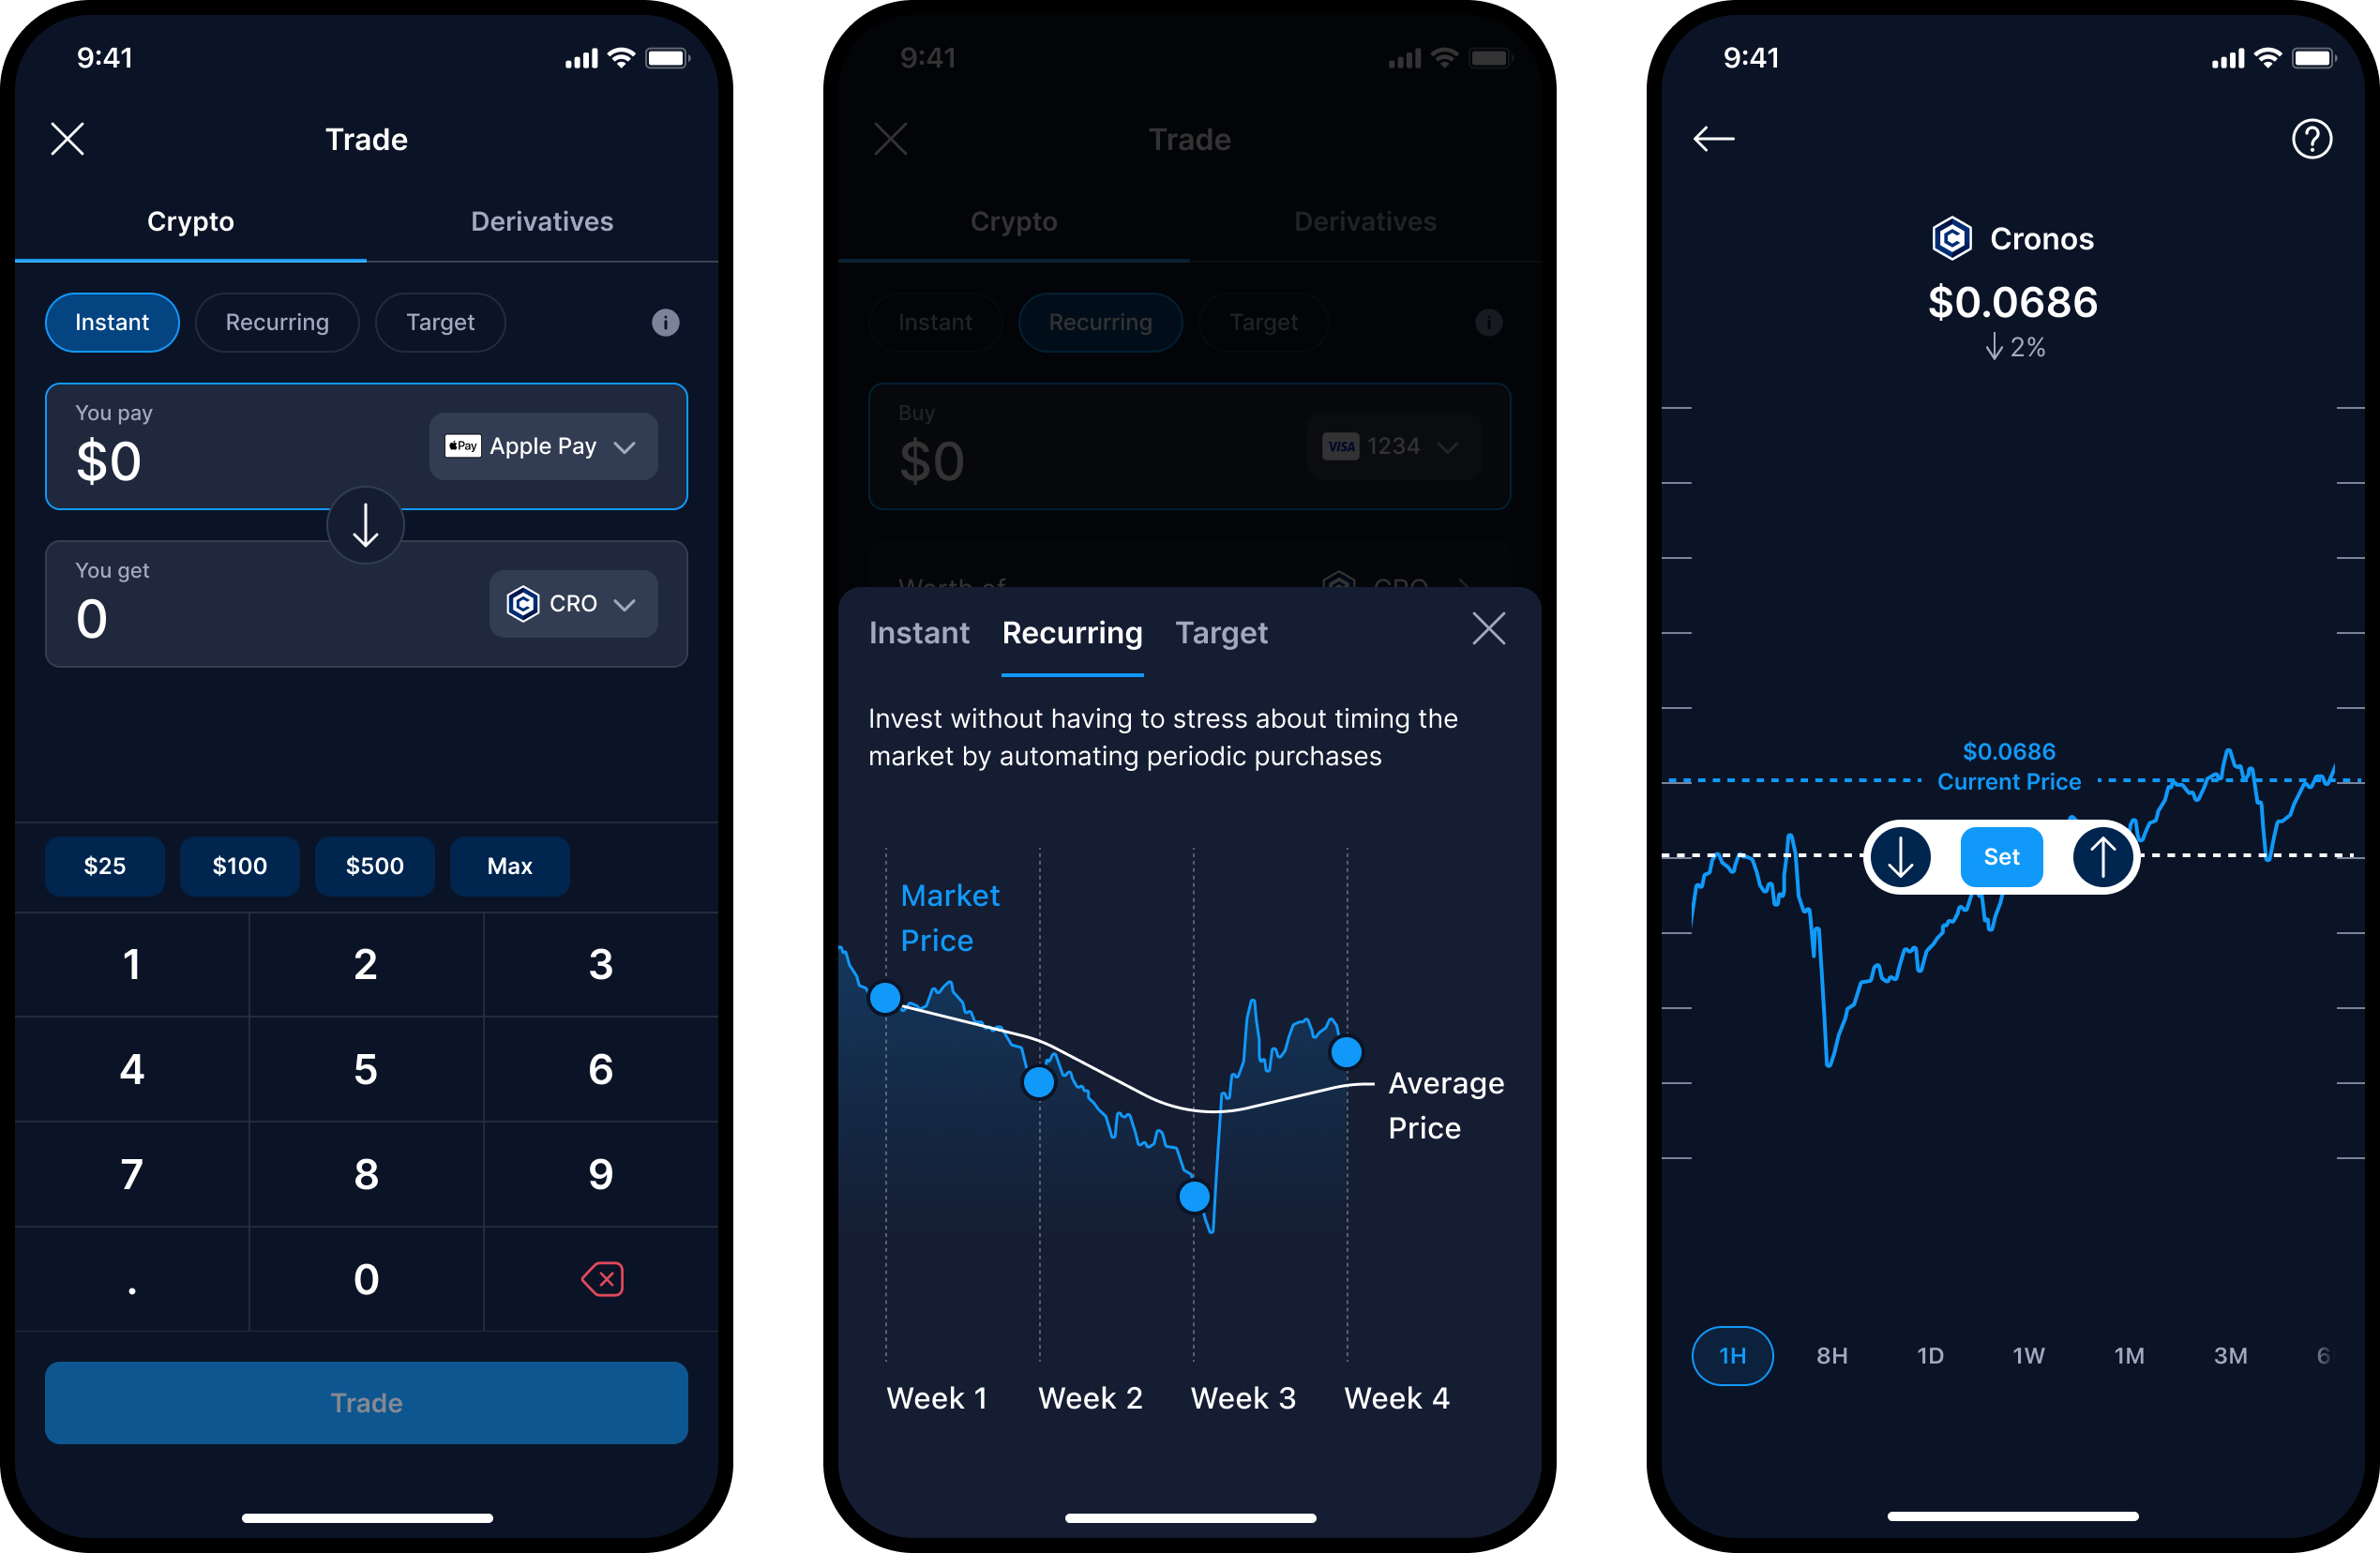 9:41
Trade
Crypto
Derivatives
Instant
Recurring
Target
i
You pay
$0
Pay
Apple Pay
You get
0
CRO
$25
$100
$500
Max
1
2
3
4
5
6
7
8
9
.
0
Trade
9:41
Trade
Crypto
Derivatives
Instant
Recurring
Target
i
Buy
$0
VISA
1234
Worth of
CRO
Instant
Recurring
Target
Invest without having to stress about timing the
market by automating periodic purchases
Market
Price
Average
Price
Week 1
Week 2
Week 3
Week 4
9:41
?
Cronos
$0.0686
2%
$0.0686
Current Price
Set
1H
8H
1D
1W
1M
3M
6